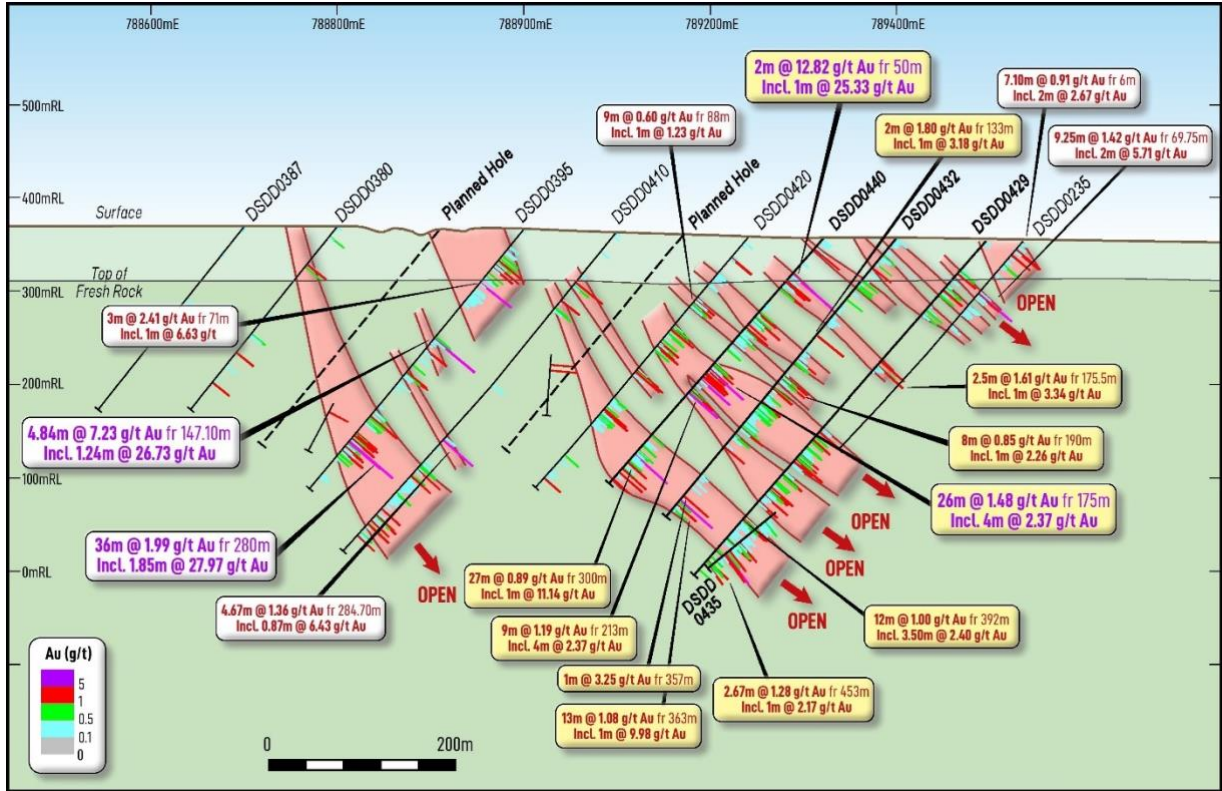 788600mE
788800mE
788900mE
789200mE
789400mE
500mRL
400mRL
300mRL
200mRL
100mRL
0mRL
Surface
Top of
Fresh Rock
DSDD0387
DSDD0380
Planned Hole
DSDD0395
DSDD0410
Planned Hole
DSDD0420
DSDD0440
DSDD0432
DSDD0429
DSDD0235
2m @ 12.82 g/t Au fr 50m
Incl. 1m @ 25.33 g/t Au
7.10m @ 0.91 g/t Au fr 6m
Incl. 2m @ 2.67 g/t Au
9m @ 0.60 g/t Au fr 88m
Incl. 1m @ 1.23 g/t Au
2m @ 1.80 g/t Au fr 133m
Incl. 1m @ 3.18 g/t Au
9.25m @ 1.42 g/t Au fr 69.75m
Incl. 2m @ 5.71 g/t Au
3m @ 2.41 g/t Au fr 71m
Incl. 1m @ 6.63 g/t
OPEN
2.5m @ 1.61 g/t Au fr 175.5m
Incl. 1m @ 3.34 g/t Au
4.84m @ 7.23 g/t Au fr 147.10m
Incl. 1.24m @ 26.73 g/t Au
8m @ 0.85 g/t Au fr 190m
Incl. 1m @ 2.26 g/t Au
26m @ 1.48 g/t Au fr 175m
Incl. 4m @ 2.37 g/t Au
OPEN
36m @ 1.99 g/t Au fr 280m
Incl. 1.85m @ 27.97 g/t Au
OPEN
OPEN
OPEN
27m @ 0.89 g/t Au fr 300m
Incl. 1m @ 11.14 g/t Au
DSDD
0435
4.67m @ 1.36 g/t Au fr 284.70m
Incl. 0.87m @ 6.43 g/t Au
9m @ 1.19 g/t Au fr 213m
Incl. 4m @ 2.37 g/t Au
12m @ 1.00 g/t Au fr 392m
Incl. 3.50m @ 2.40 g/t Au
1m @ 3.25 g/t Au fr 357m
2.67m @ 1.28 g/t Au fr 453m
Incl. 1m @ 2.17 g/t Au
13m @ 1.08 g/t Au fr 363m
Incl. 1m @ 9.98 g/t Au
Au (g/t)
5
1
0.5
0.1
0
0
200m